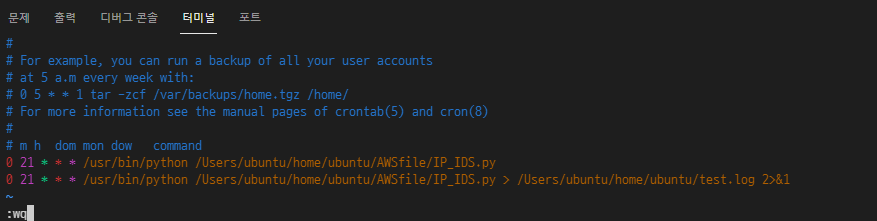 문제 출력 디버그 콘솔 터미널 포트
#
# For example, you can run a backup of all your user accounts
# at 5 a.m every week with:
# 0 5 * * 1 tar -zcf /var/backups/home.tgz /home/
# For more information see the manual pages of crontab(5) and cron(8)
#
# m h  dom mon dow   command
0 21 * * * /usr/bin/python /Users/ubuntu/home/ubuntu/AWSfile/IP_IDS.py
0 21 * * * /usr/bin/python /Users/ubuntu/home/ubuntu/AWSfile/IP_IDS.py > /Users/ubuntu/home/ubuntu/test.log 2>&1
~
:wq